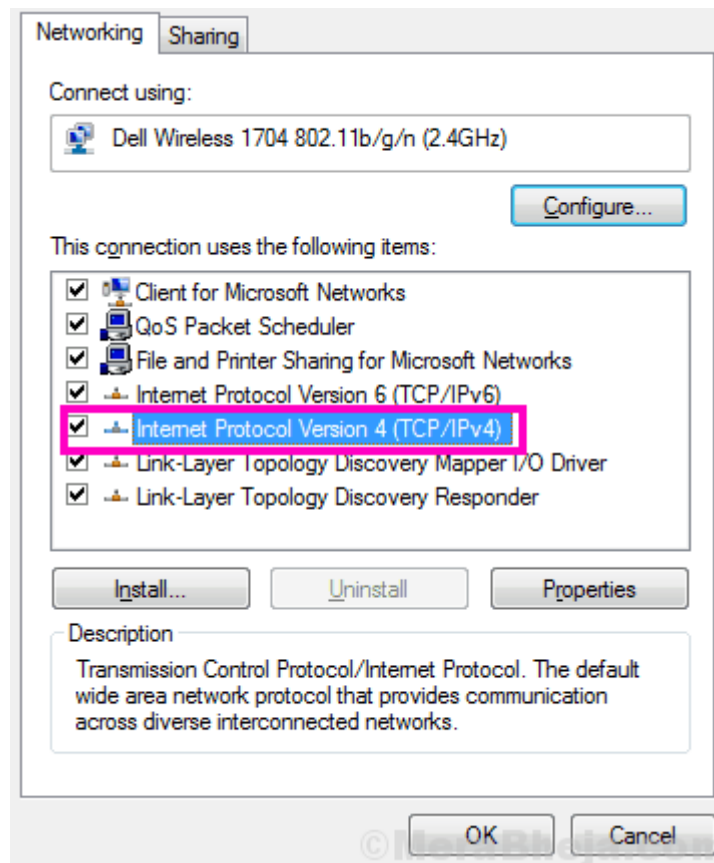 Networking Sharing
Connect using:
Dell Wireless 1704 802.11b/g/n (2.4GHz)
Configure...
This connection uses the following items:
Client for Microsoft Networks
QoS Packet Scheduler
File and Printer Sharing for Microsoft Networks
Internet Protocol Version 6 (TCP/IPv6)
Internet Protocol Version 4 (TCP/IPv4)
Link-Layer Topology Discovery Mapper I/O Driver
Link-Layer Topology Discovery Responder
Install... Uninstall Properties
Description
Transmission Control Protocol/Internet Protocol. The default
wide area network protocol that provides communication
across diverse interconnected networks.
OK Cancel